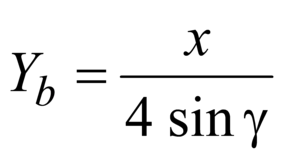 Y_b = x / (4 sin γ)